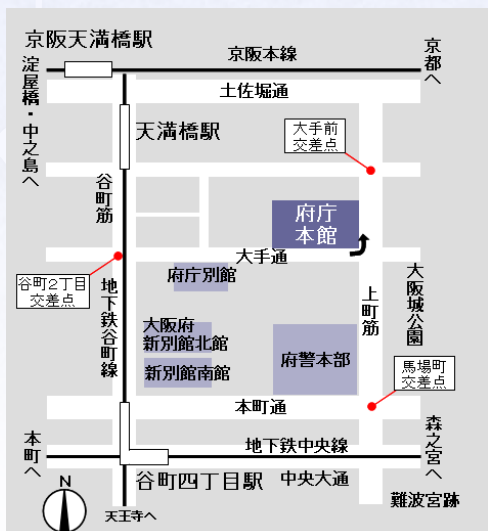 京阪天満橋駅
京阪本線
京都へ
淀屋橋・中之島へ
土佐堀通
天満橋駅
大手前
交差点
谷町筋
府庁
本館
大手通
谷町2丁目
交差点
府庁別館
地下鉄谷町線
上町筋
大阪城公園
大阪府
新別館北館
新別館南館
府警本部
馬場町
交差点
本町通
本町へ
地下鉄中央線
森之宮へ
谷町四丁目駅
中央大通
N
天王寺へ
難波宮跡